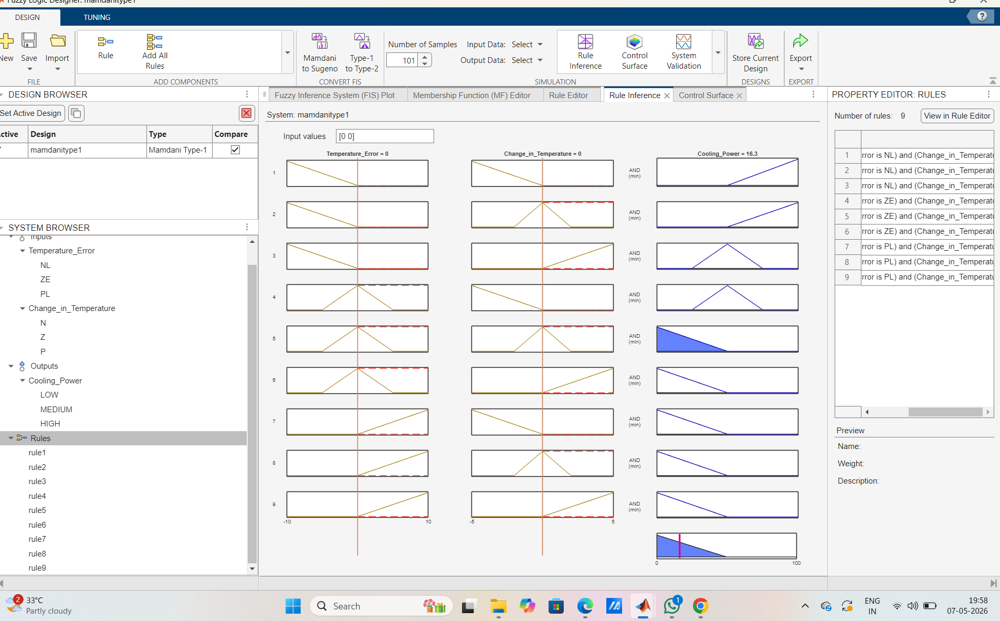 Fuzzy Logic Designer: mamdanitype1
DESIGN
TUNING
New
Save
Import
FILE
Rule
Add All
Rules
ADD COMPONENTS
Mamdani
to Sugeno
Type-1
to Type-2
CONVERT FIS
Number of Samples
101
Input Data: Select
Output Data: Select
Rule
Inference
Control
Surface
System
Validation
SIMULATION
Store Current
Design
DESIGNS
Export
EXPORT
DESIGN BROWSER
Set Active Design
ctive Design Type Compare
mamdanitype1 Mamdani Type-1
SYSTEM BROWSER
Inputs
Temperature_Error
NL
ZE
PL
Change_in_Temperature
N
Z
P
Outputs
Cooling_Power
LOW
MEDIUM
HIGH
Rules
rule1
rule2
rule3
rule4
rule5
rule6
rule7
rule8
rule9
Fuzzy Inference System (FIS) Plot
Membership Function (MF) Editor
Rule Editor
Rule Inference
Control Surface
System: mamdanitype1
Input values [0 0]
Temperature_Error = 0
Change_in_Temperature = 0
Cooling_Power = 16.3
1 AND
(min)
2 AND
(min)
3 AND
(min)
4 AND
(min)
5 AND
(min)
6 AND
(min)
7 AND
(min)
8 AND
(min)
9 AND
(min)
-10 10 -5 5
0 100
PROPERTY EDITOR: RULES
Number of rules: 9 View in Rule Editor
1 rror is NL) and (Change_in_Temperatu
2 rror is NL) and (Change_in_Temperatu
3 rror is NL) and (Change_in_Temperatu
4 rror is ZE) and (Change_in_Temperatu
5 rror is ZE) and (Change_in_Temperatu
6 rror is ZE) and (Change_in_Temperatu
7 rror is PL) and (Change_in_Temperatu
8 rror is PL) and (Change_in_Temperatu
9 rror is PL) and (Change_in_Temperatu
Preview
Name:
Weight:
Description:
2
33°C
Partly cloudy
Search
1
ENG
IN
19:58
07-05-2026